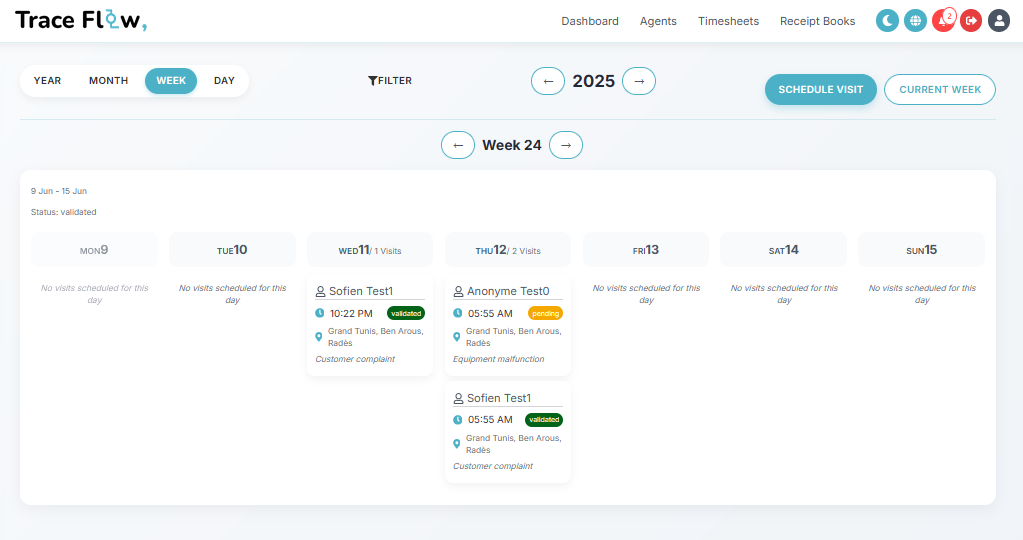 Trace Flow,
Dashboard Agents Timesheets Receipt Books 2
YEAR MONTH WEEK DAY FILTER ← 2025 → SCHEDULE VISIT CURRENT WEEK
← Week 24 →
9 Jun - 15 Jun
Status: validated
MON9 TUE10 WED11/ 1 Visits THU12/ 2 Visits FRI13 SAT14 SUN15
No visits scheduled for this
day
No visits scheduled for this
day
Sofien Test1
10:22 PM validated
Grand Tunis, Ben Arous,
Radès
Customer complaint
Anonyme Test0
05:55 AM pending
Grand Tunis, Ben Arous,
Radès
Equipment malfunction
Sofien Test1
05:55 AM validated
Grand Tunis, Ben Arous,
Radès
Customer complaint
No visits scheduled for this
day
No visits scheduled for this
day
No visits scheduled for this
day